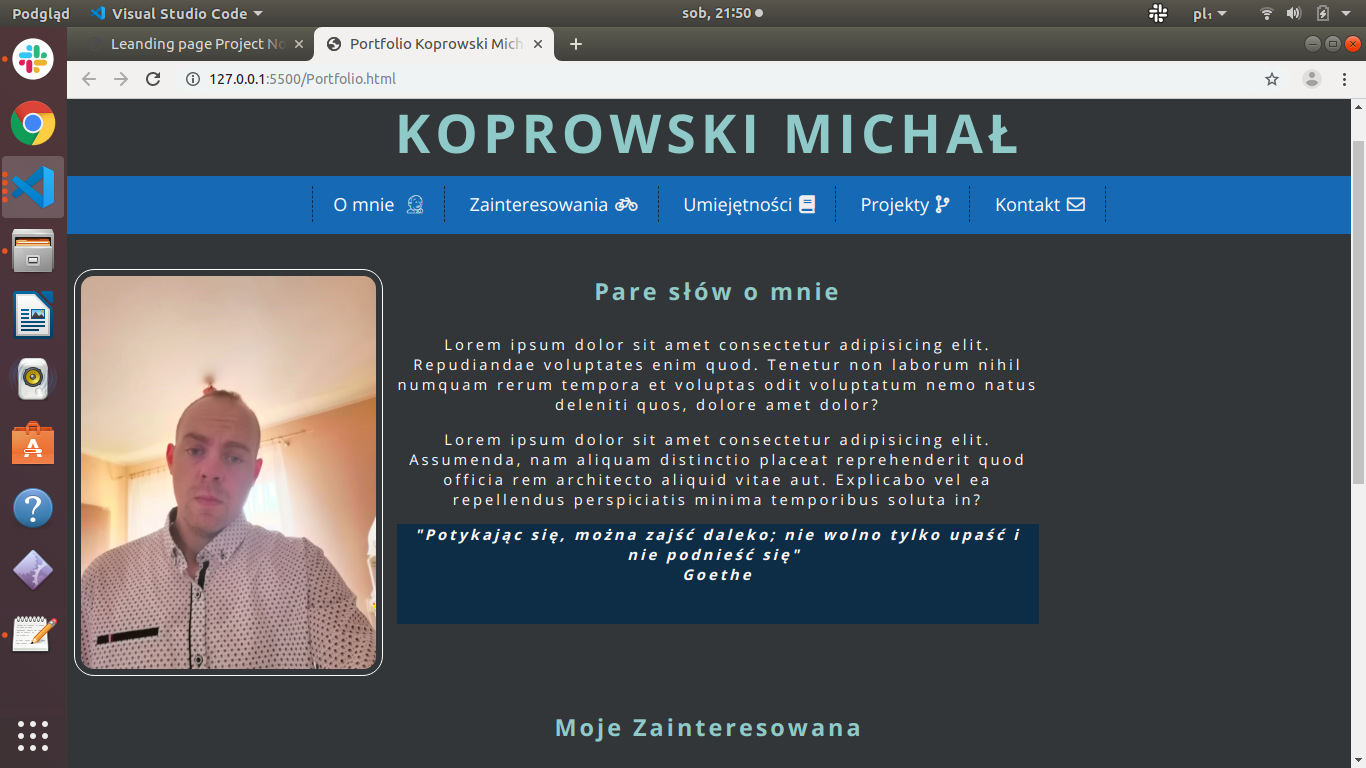 Podgląd Visual Studio Code sob, 21:50 pl₁
Leanding page Project No Portfolio Koprowski Mich
127.0.0.1:5500/Portfolio.html
KOPROWSKI MICHAŁ
O mnie Zainteresowania Umiejętności Projekty Kontakt
Pare słów o mnie
Lorem ipsum dolor sit amet consectetur adipisicing elit.
Repudiandae voluptates enim quod. Tenetur non laborum nihil
numquam rerum tempora et voluptas odit voluptatum nemo natus
deleniti quos, dolore amet dolor?
Lorem ipsum dolor sit amet consectetur adipisicing elit.
Assumenda, nam aliquam distinctio placeat reprehenderit quod
officia rem architecto aliquid vitae aut. Explicabo vel ea
repellendus perspiciatis minima temporibus soluta in?
"Potykając się, można zajść daleko; nie wolno tylko upaść i
nie podnieść się"
Goethe
Moje Zainteresowana